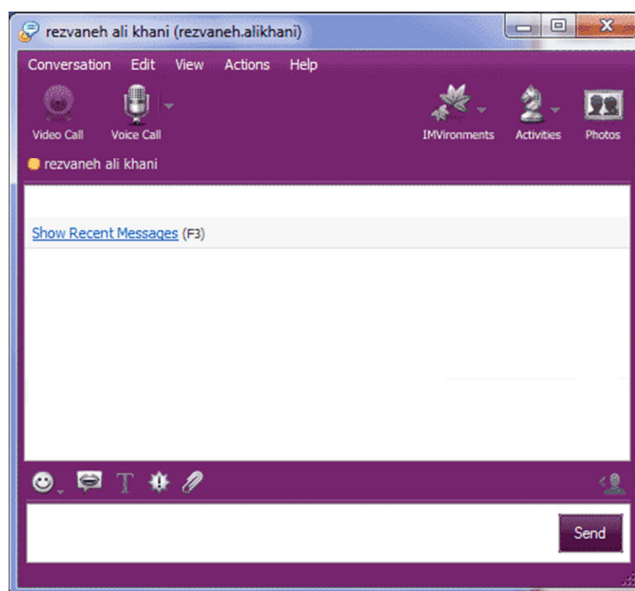 rezvaneh ali khani (rezvaneh.alikhani)
Conversation Edit View Actions Help
Video Call Voice Call IMVironments Activities Photos
rezvaneh ali khani
Show Recent Messages (F3)
Send